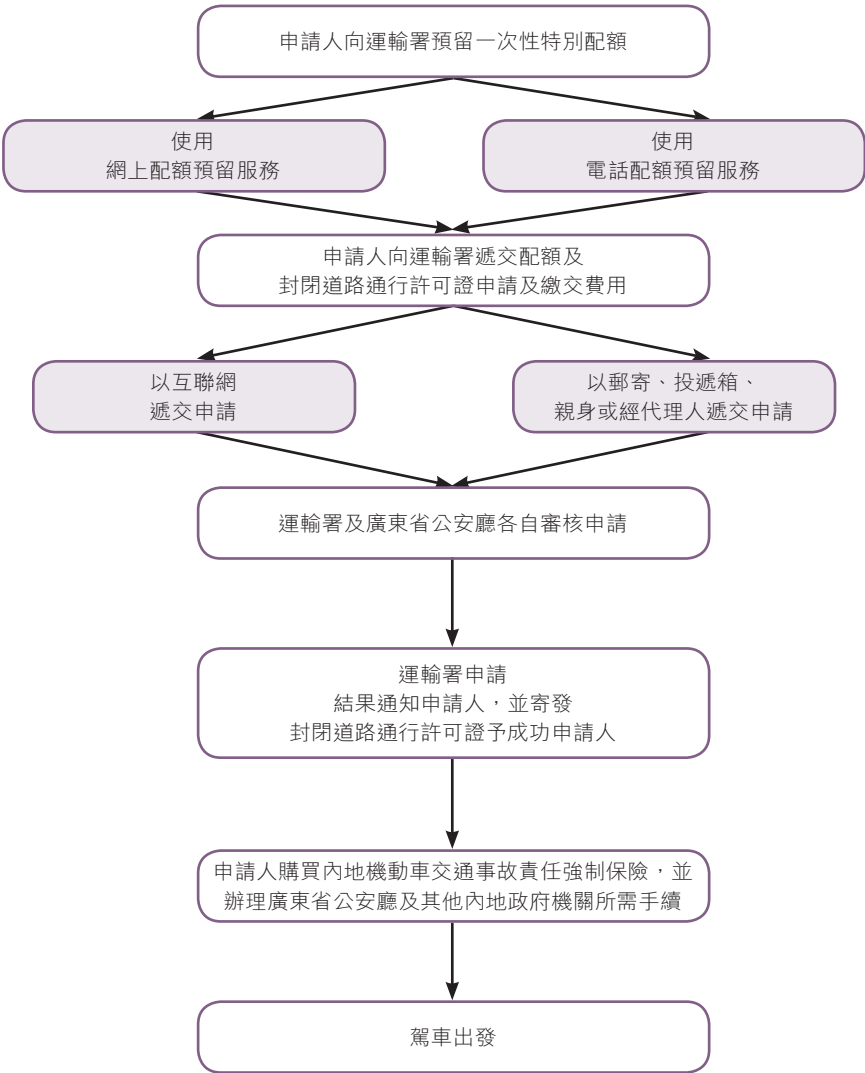 申請人向運輸署預留一次性特別配額
使用
網上配額預留服務
使用
電話配額預留服務
申請人向運輸署遞交配額及
封閉道路通行許可證申請及繳交費用
以互聯網
遞交申請
以郵寄、投遞箱、
親身或經代理人遞交申請
運輸署及廣東省公安廳各自審核申請
運輸署申請
結果通知申請人，並寄發
封閉道路通行許可證予成功申請人
申請人購買內地機動車交通事故責任強制保險，並
辦理廣東省公安廳及其他內地政府機關所需手續
駕車出發